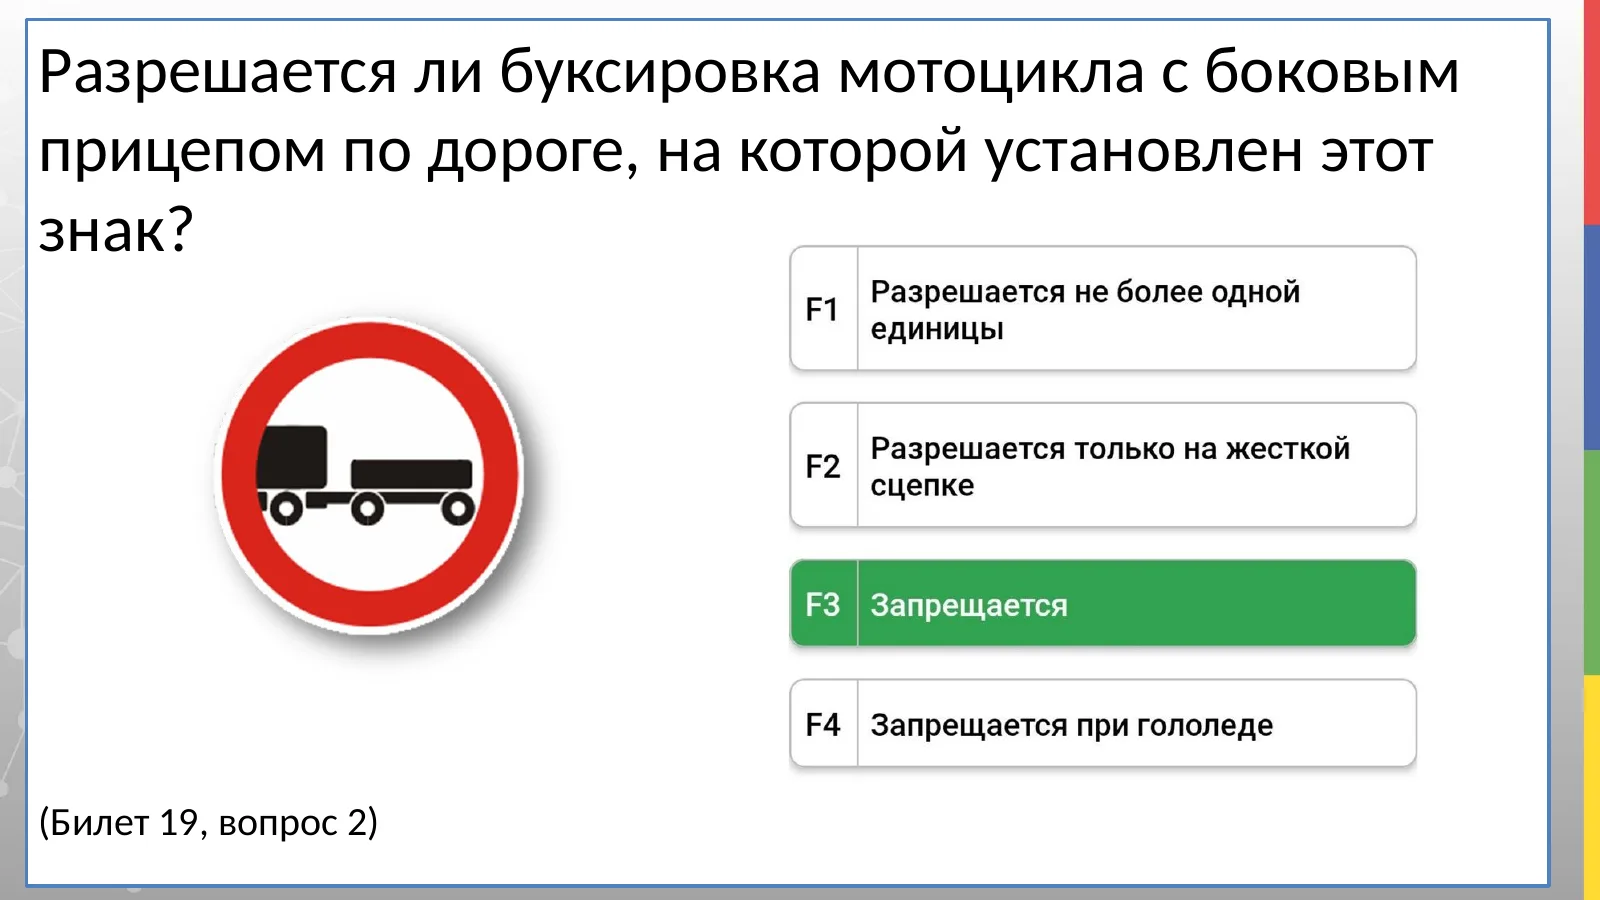 Разрешается ли буксировка мотоцикла с боковым
прицепом по дороге, на которой установлен этот
знак?
F1 Разрешается не более одной
единицы
F2 Разрешается только на жесткой
сцепке
F3 Запрещается
F4 Запрещается при гололеде
(Билет 19, вопрос 2)